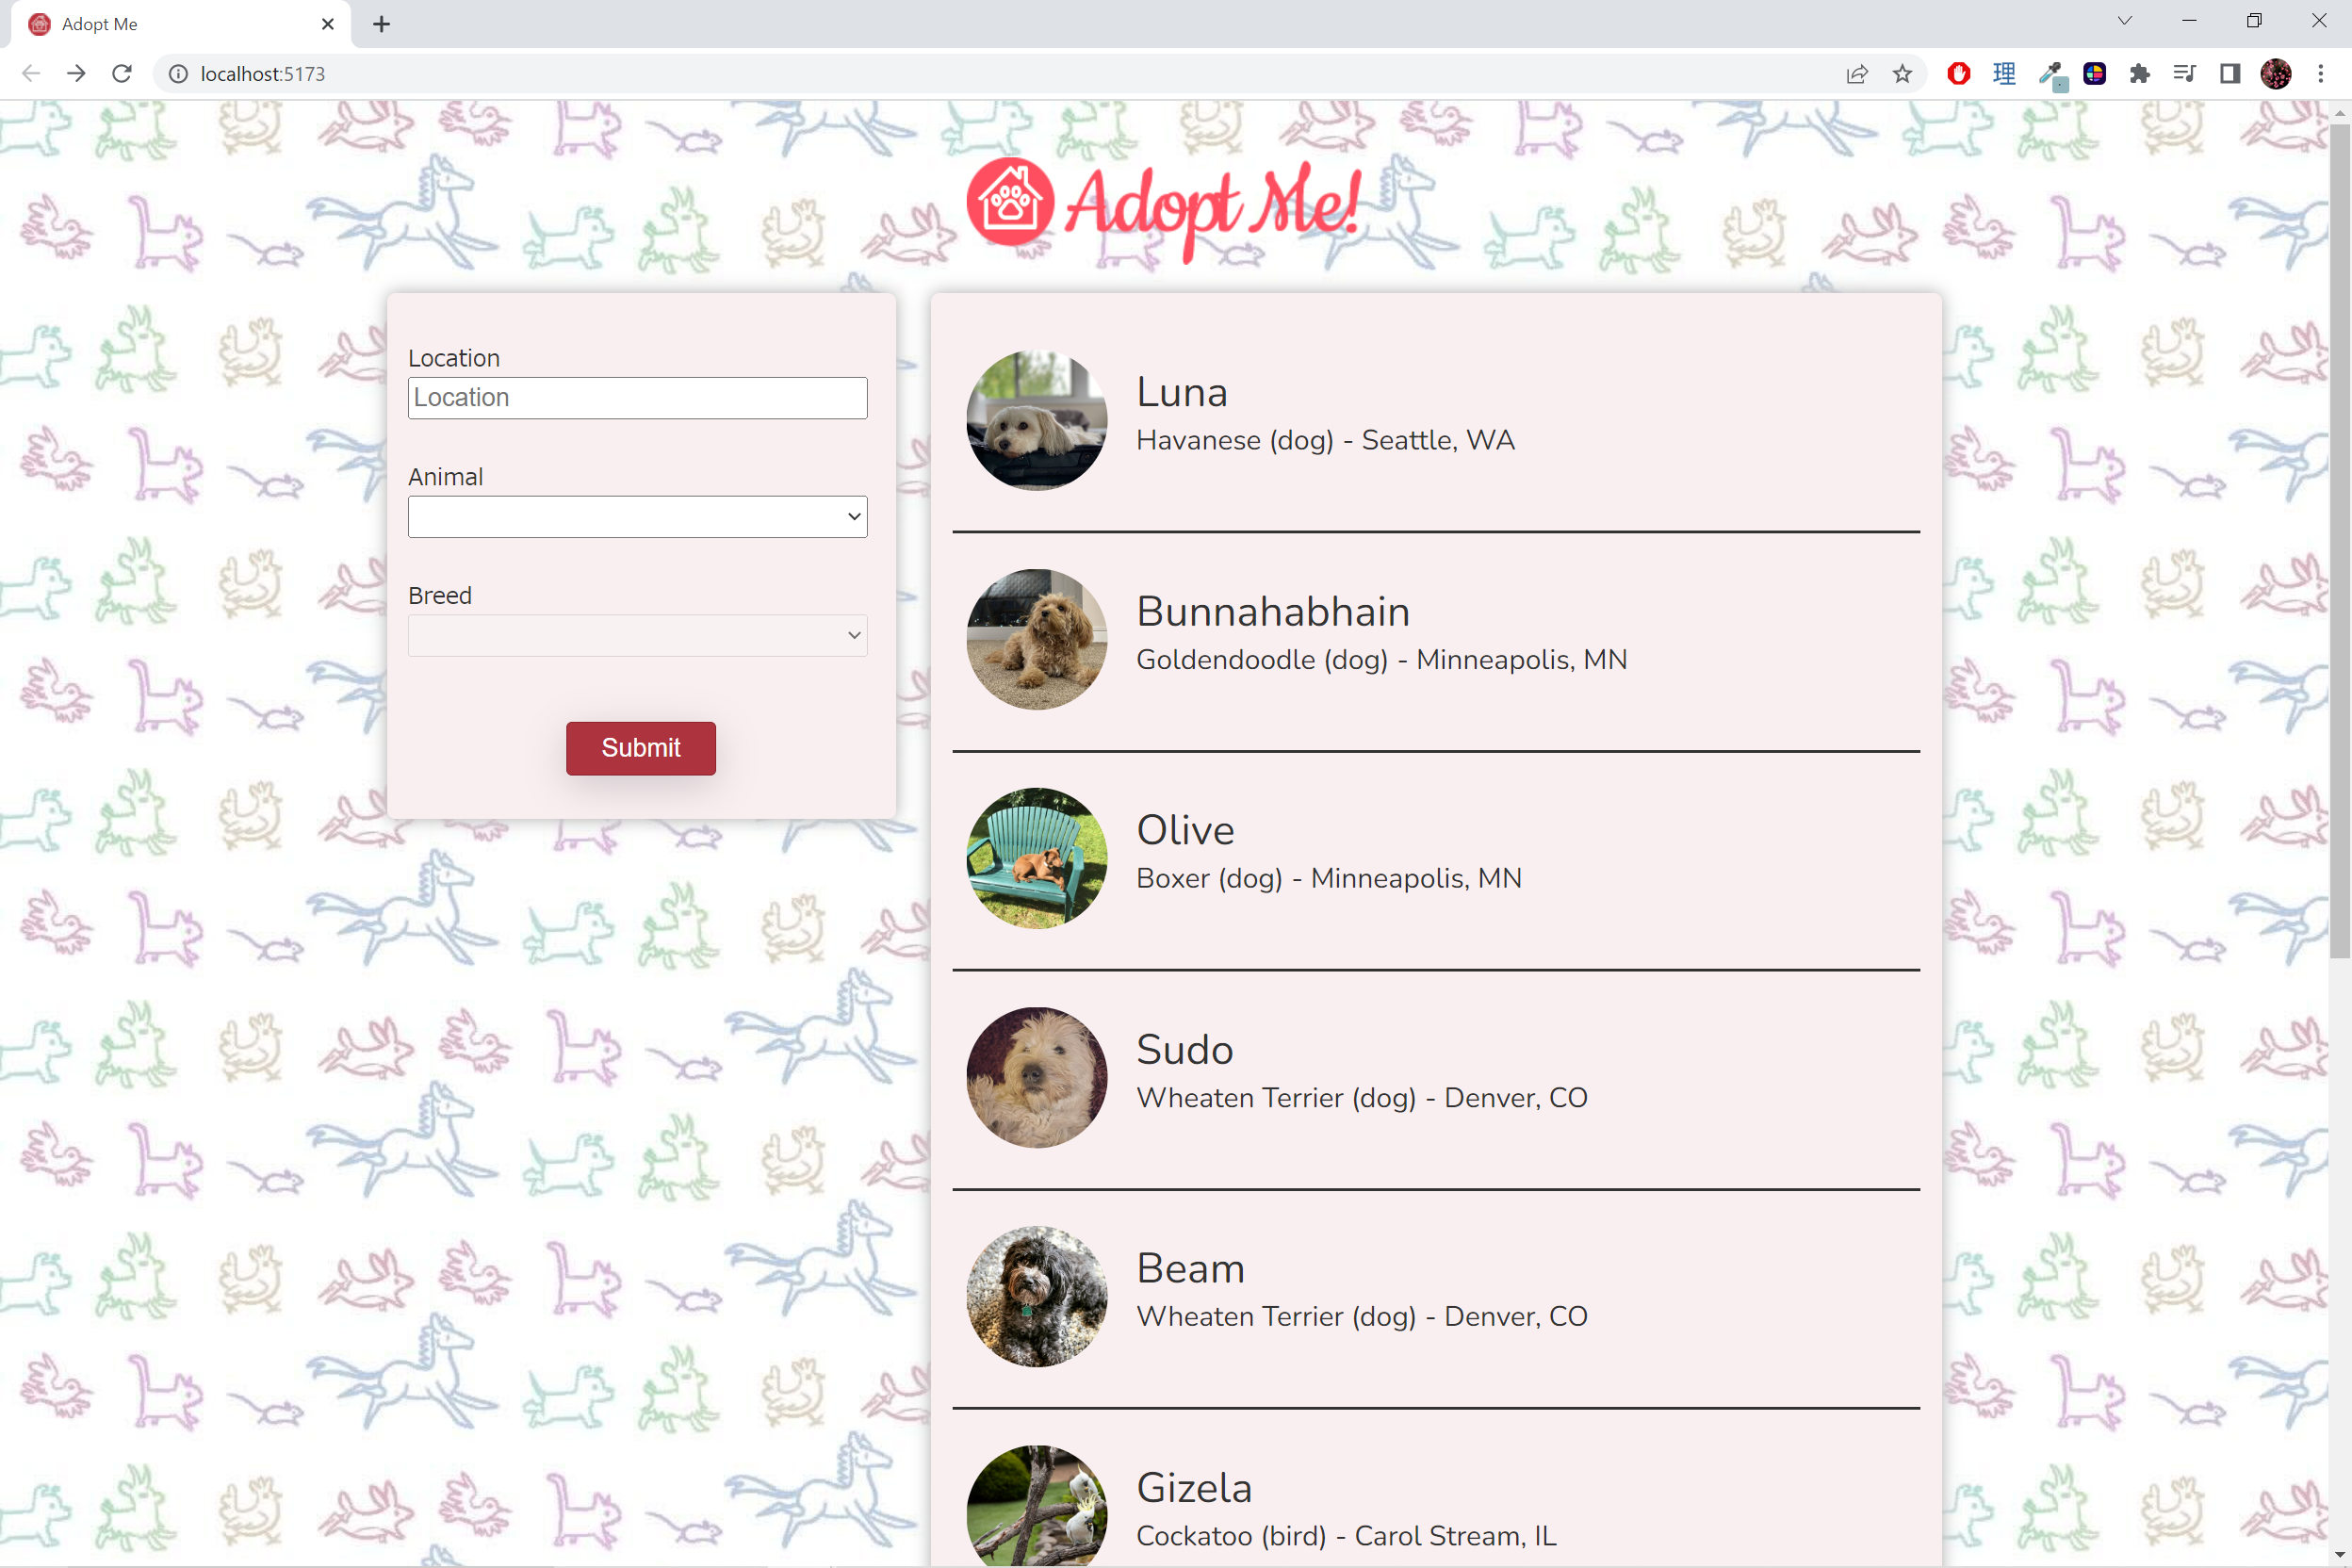 Adopt Me
localhost:5173
理
Adopt Me!
Location
Location
Animal
Breed
Submit
Luna
Havanese (dog) - Seattle, WA
Bunnahabhain
Goldendoodle (dog) - Minneapolis, MN
Olive
Boxer (dog) - Minneapolis, MN
Sudo
Wheaten Terrier (dog) - Denver, CO
Beam
Wheaten Terrier (dog) - Denver, CO
Gizela
Cockatoo (bird) - Carol Stream, IL